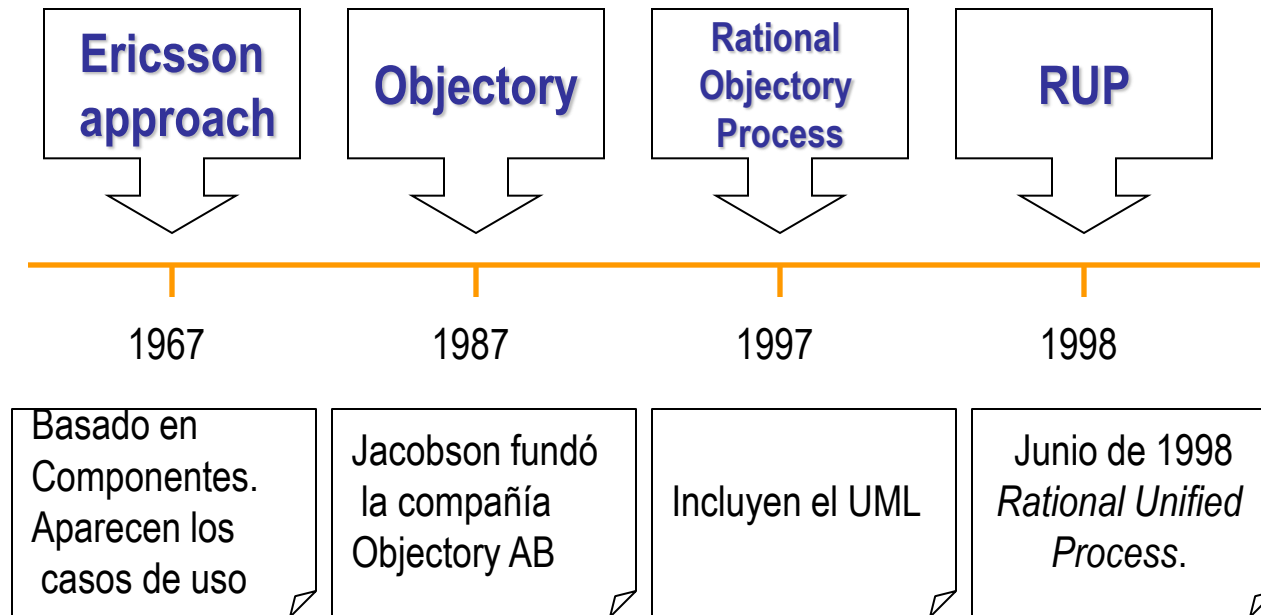 Ericsson
approach
Objectory
Rational
Objectory
Process
RUP
1967
1987
1997
1998
Basado en
Componentes.
Aparecen los
casos de uso
Jacobson fundó
la compañía
Objectory AB
Incluyen el UML
Junio de 1998
Rational Unified
Process.